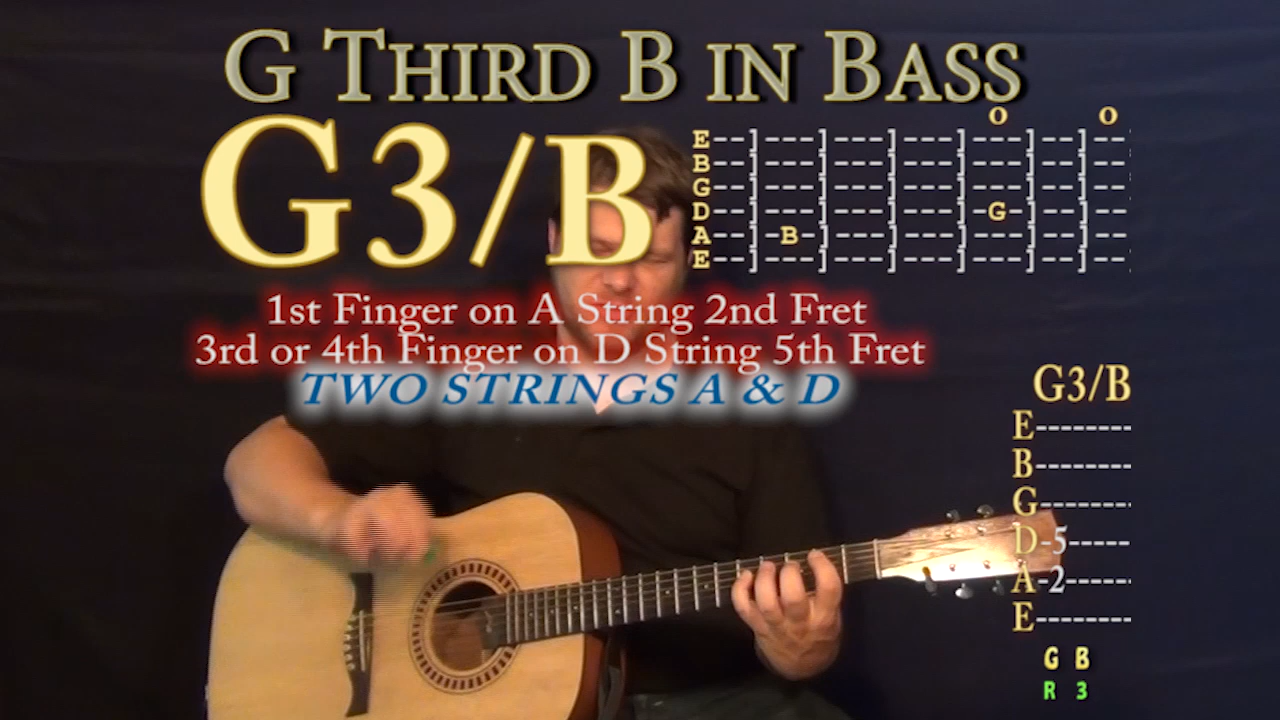 G THIRD B IN BASS
G3/B
O O
E--]---]---]---]---]--]--
B--]---]---]---]---]--]--
G--]---]---]---]---]--]--
D--]---]---]---]-G-]--]--
A--]-B-]---]---]---]--]--
E--]---]---]---]---]--]--
1st Finger on A String 2nd Fret
3rd or 4th Finger on D String 5th Fret
TWO STRINGS A & D
G3/B
E--------
B--------
G--------
D-5-----
A-2-----
E--------
G B
R 3